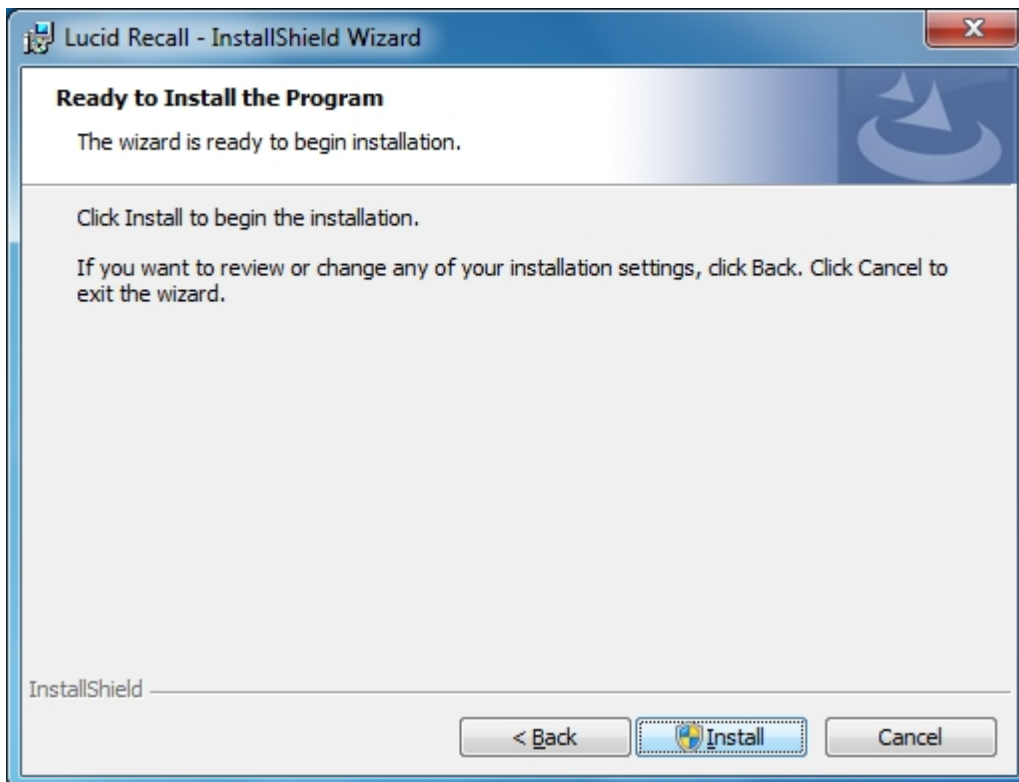 Lucid Recall - InstallShield Wizard
Ready to Install the Program
The wizard is ready to begin installation.
Click Install to begin the installation.
If you want to review or change any of your installation settings, click Back. Click Cancel to
exit the wizard.
InstallShield
< Back
Install
Cancel